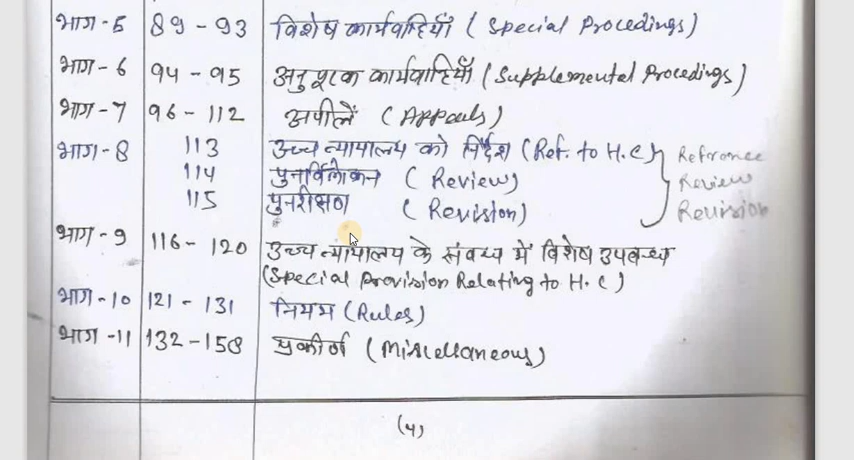 भाग-5 89-93 विशेष कार्यवाहियाँ (Special Procedings)
भाग-6 94-95 अनुपूरक कार्यवाहियाँ (Supplemental Procedings)
भाग-7 96-112 अपीलें (Appeals)
भाग-8 113 उच्च न्यायालय को निर्देश (Ref. to H.C) Reference
114 पुनर्विलोकन (Review) Review
115 पुनरीक्षण (Revision) Revision
भाग-9 116-120 उच्च न्यायालय के संबन्ध में विशेष उपबन्ध
(Special Provision Relating to H.C)
भाग-10 121-131 नियम (Rules)
भाग-11 132-158 प्रकीर्ण (Miscellaneous)
(4)